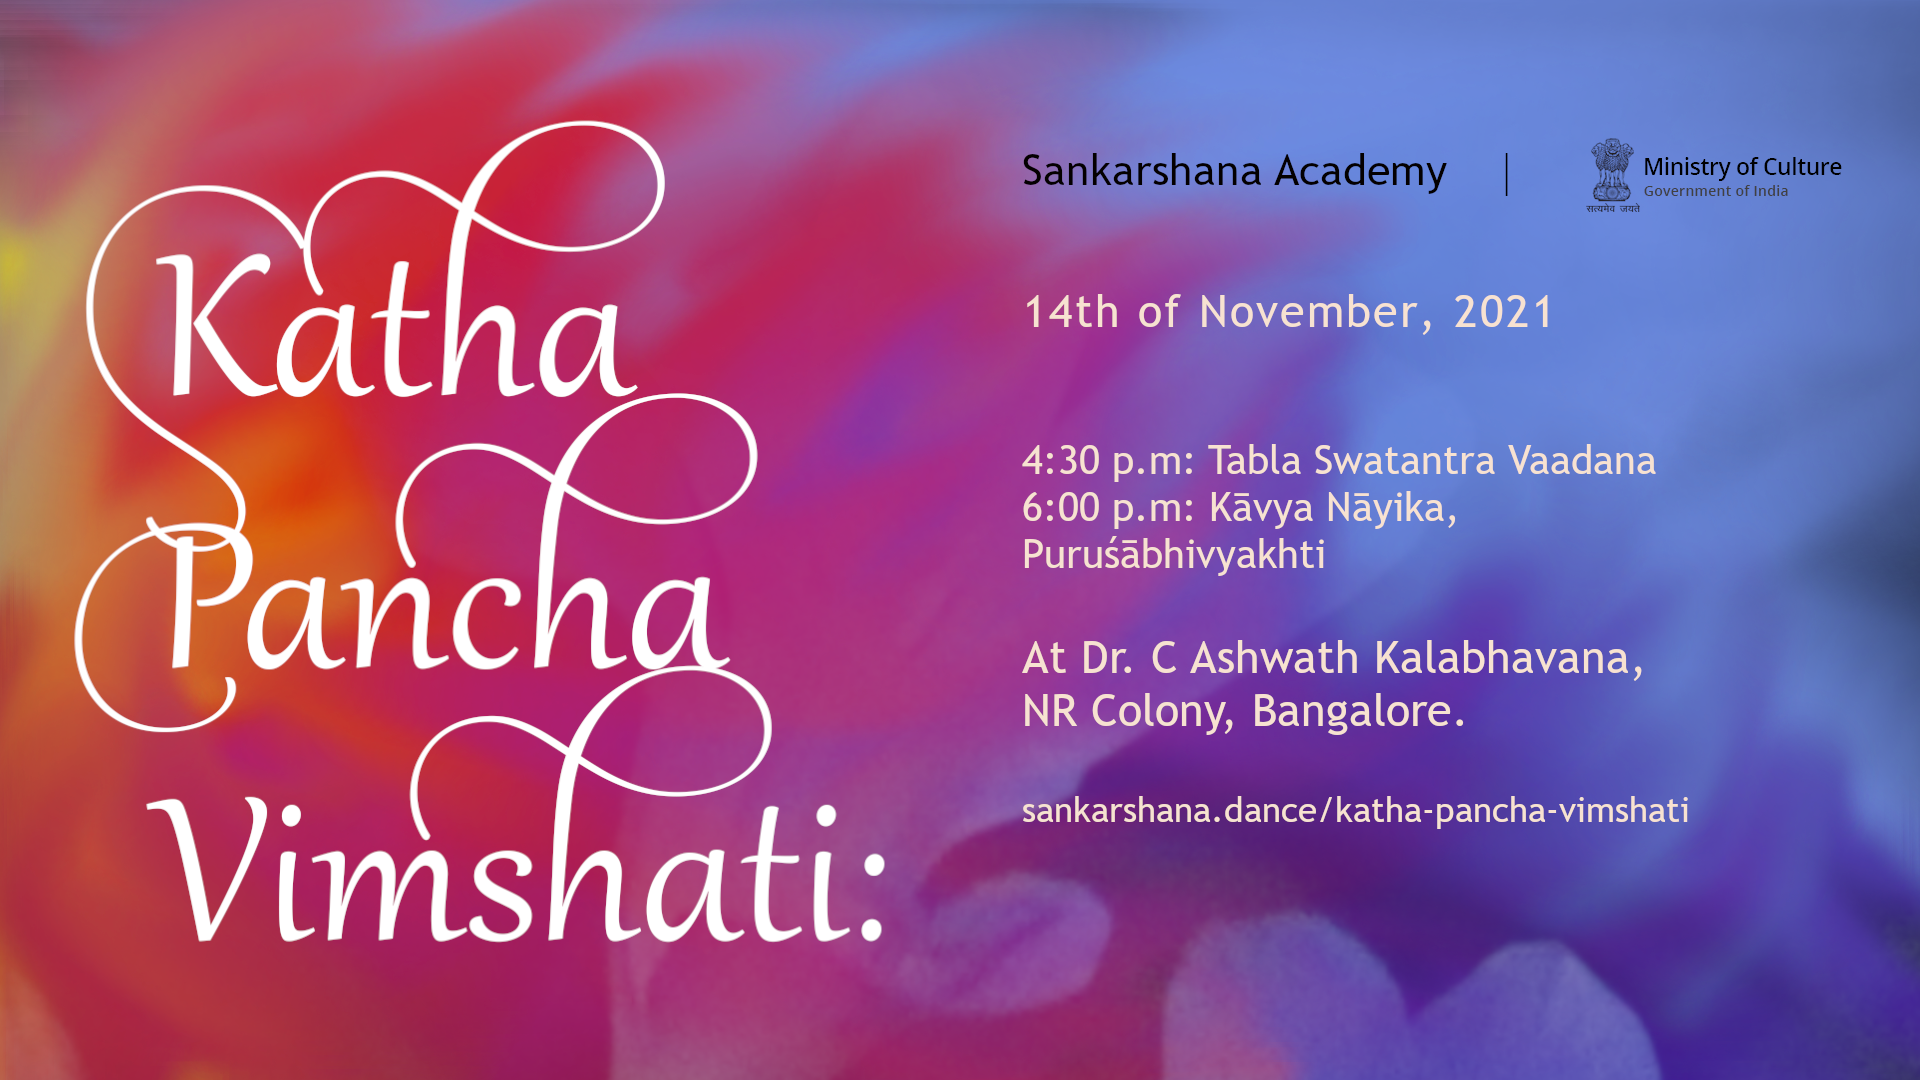 Katha
Pancha
Vimshati:
Sankarshana Academy |
Ministry of Culture
Government of India
सत्यमेव जयते
14th of November, 2021
4:30 p.m: Tabla Swatantra Vaadana
6:00 p.m: Kāvya Nāyika,
Puruśābhivyakhti
At Dr. C Ashwath Kalabhavana,
NR Colony, Bangalore.
sankarshana.dance/katha-pancha-vimshati